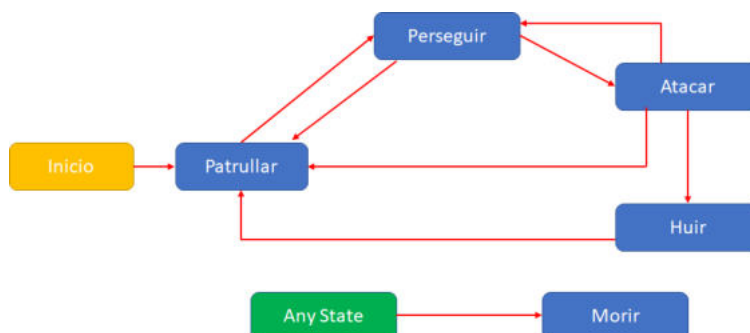 Perseguir
Atacar
Inicio
Patrullar
Huir
Any State
Morir